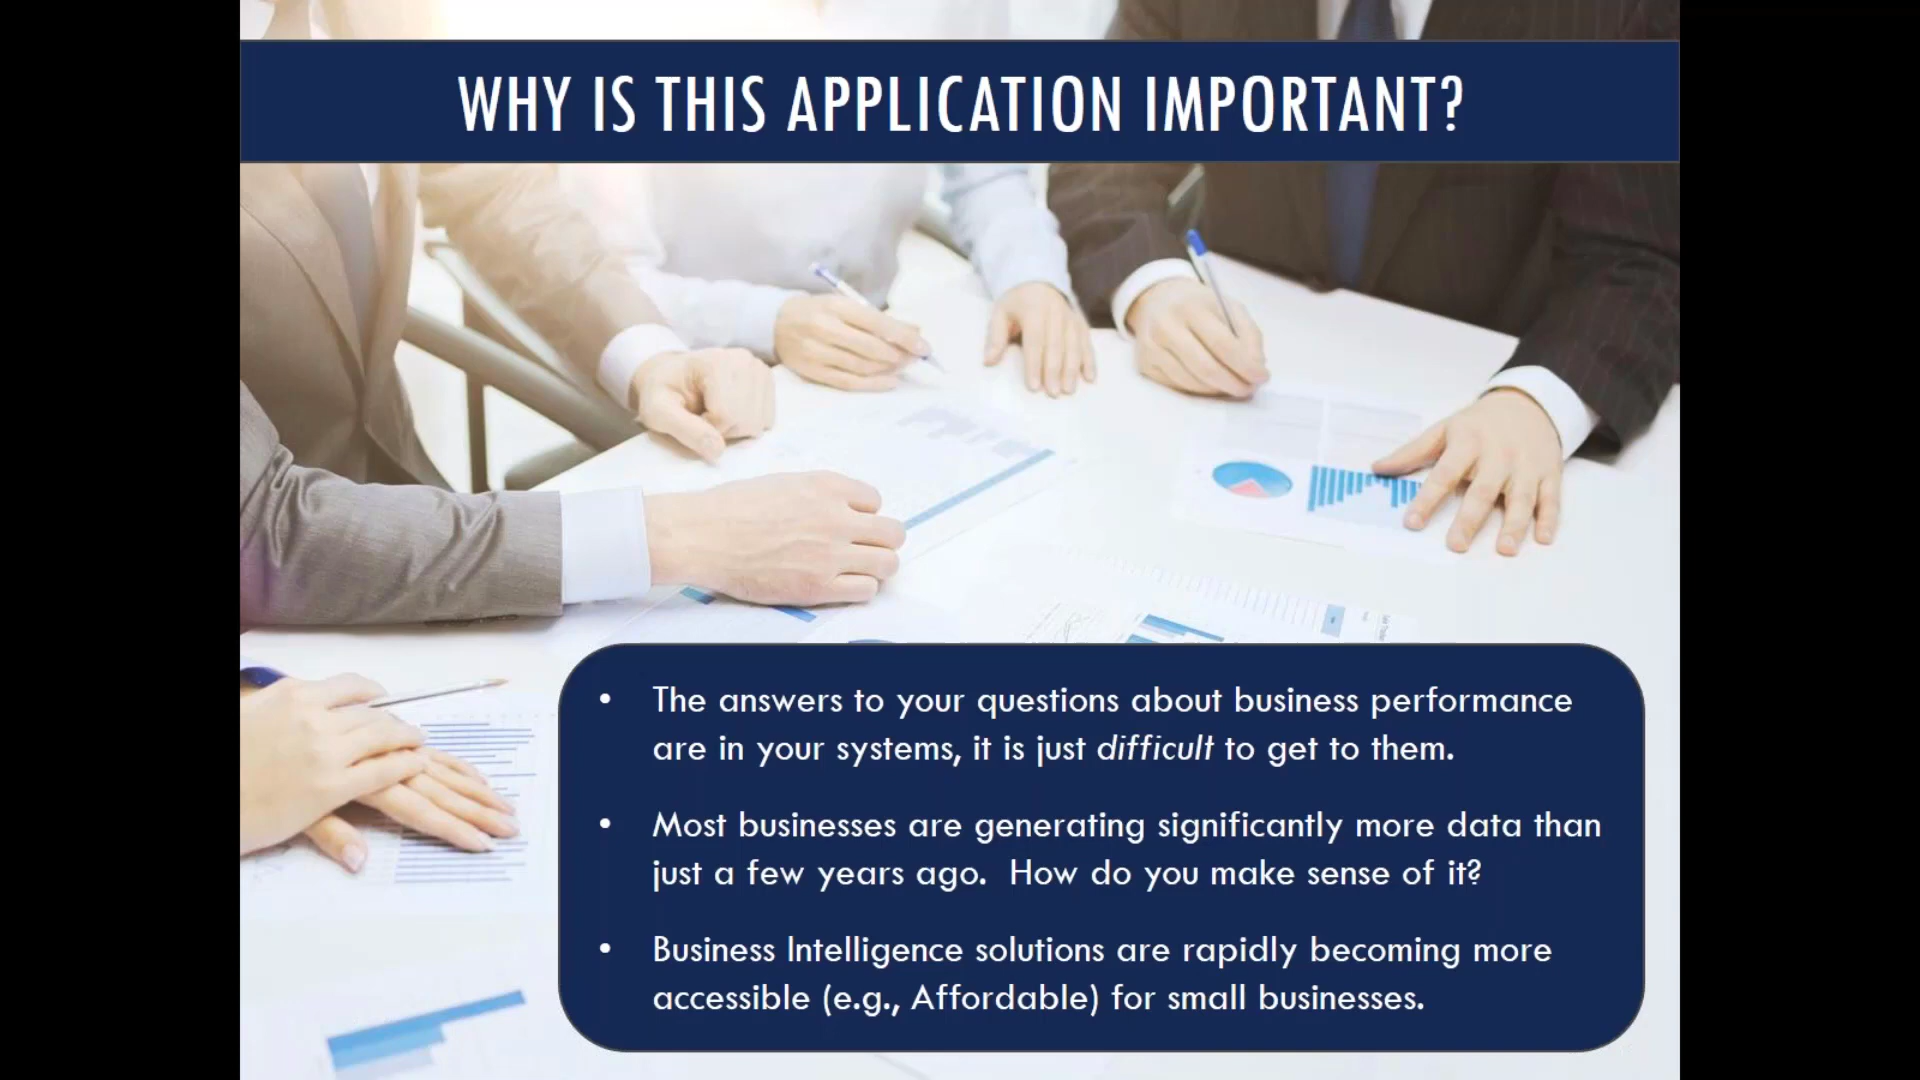 WHY IS THIS APPLICATION IMPORTANT?
• The answers to your questions about business performance
are in your systems, it is just difficult to get to them.
• Most businesses are generating significantly more data than
just a few years ago.  How do you make sense of it?
• Business Intelligence solutions are rapidly becoming more
accessible (e.g., Affordable) for small businesses.